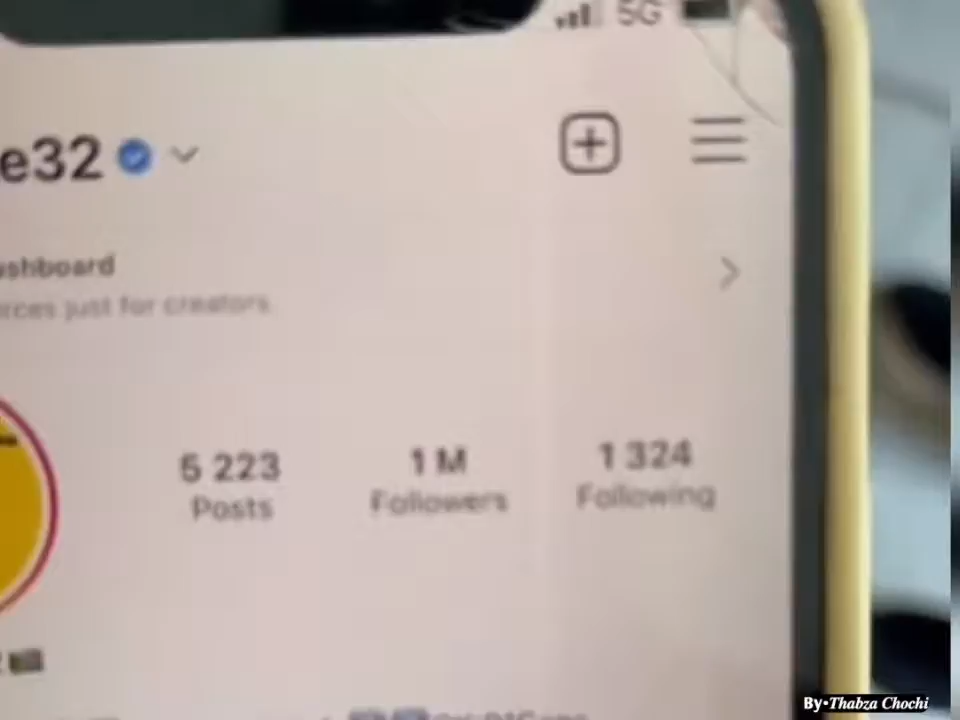 5G
e32
shboard
rces just for creators
5 223 1 M 1 324
Posts Followers Following
By•Thabza Chochi